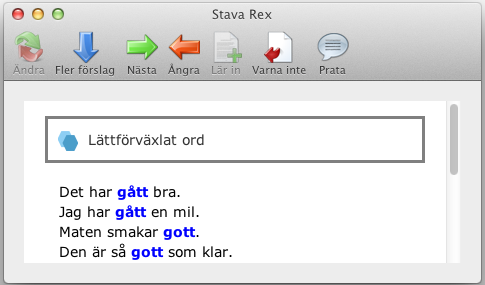 Stava Rex
Ändra Fler förslag Nästa Ångra Lär in Varna inte Prata
Lättförväxlat ord
Det har gått bra.
Jag har gått en mil.
Maten smakar gott.
Den är så gott som klar.